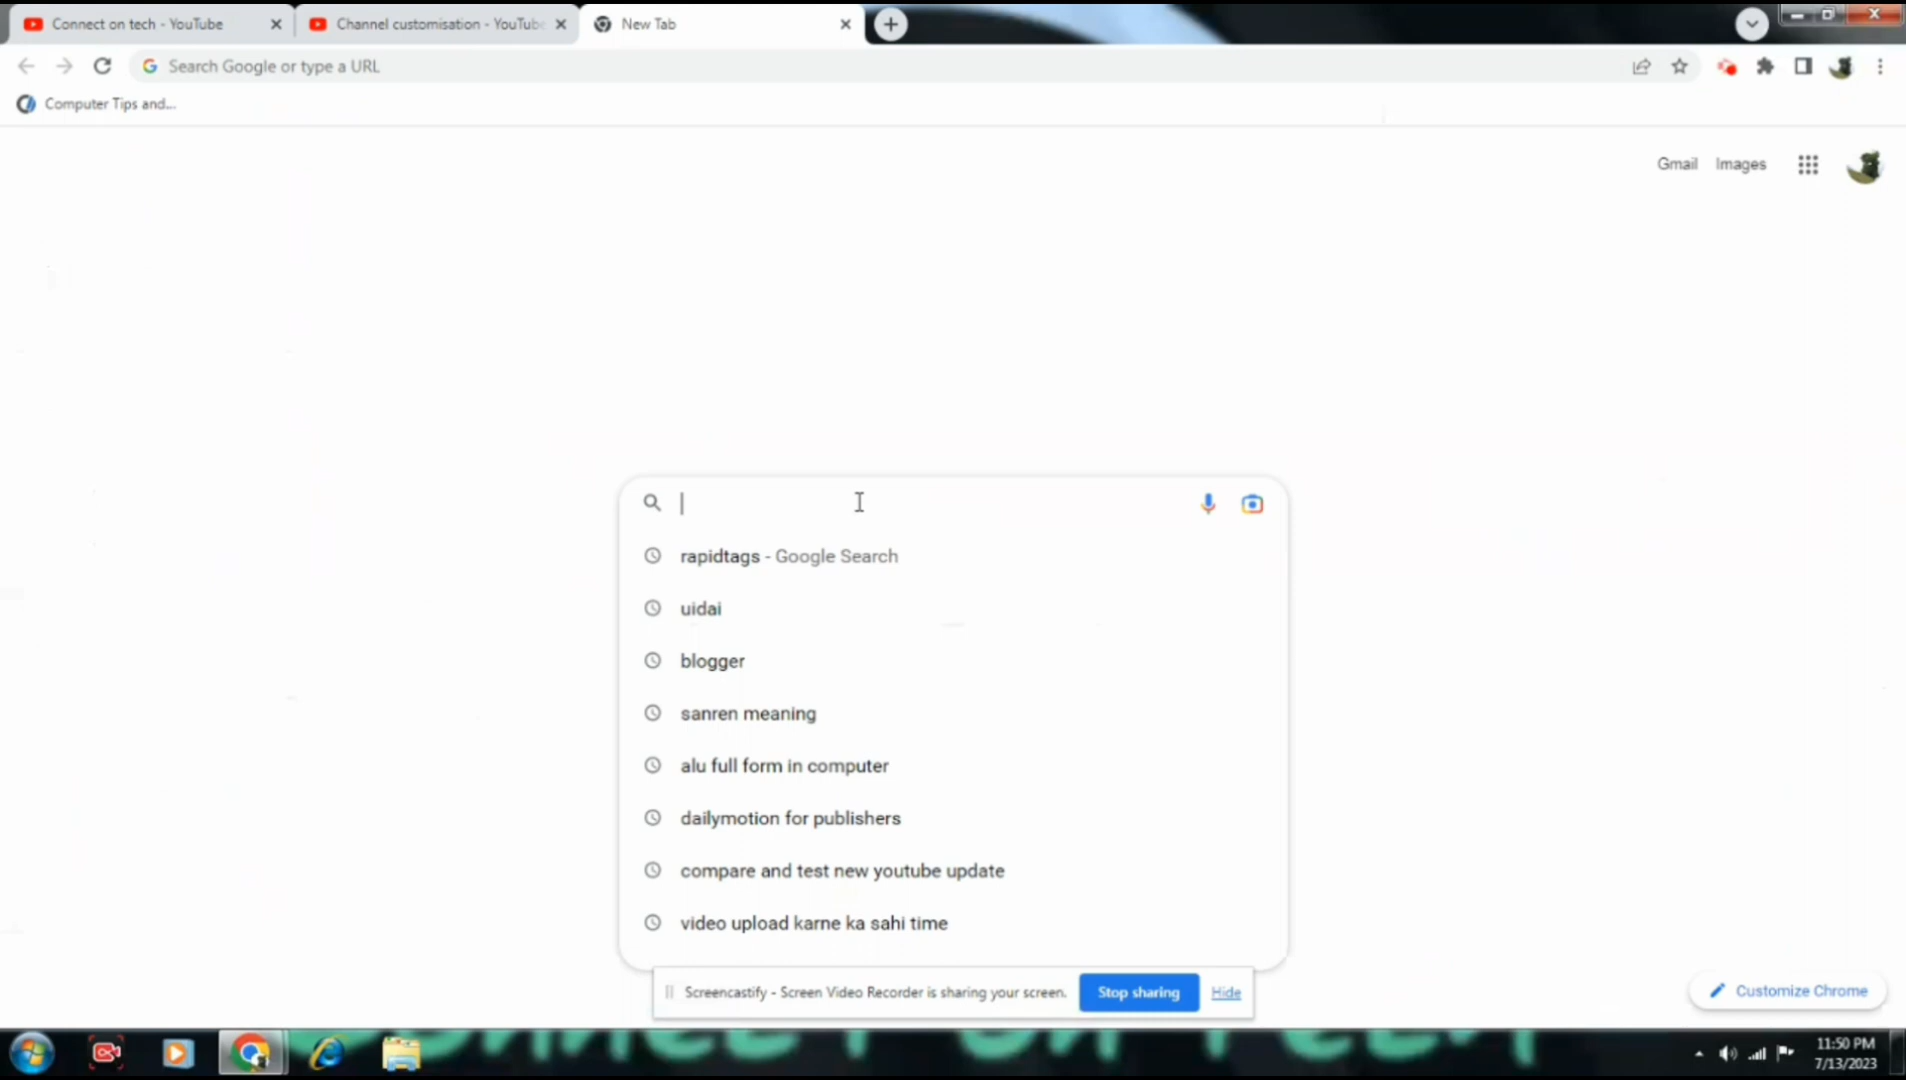 Connect on tech - YouTube
Channel customisation - YouTube
New Tab
Search Google or type a URL
Computer Tips and...
Gmail Images
rapidtags - Google Search
uidai
blogger
sanren meaning
alu full form in computer
dailymotion for publishers
compare and test new youtube update
video upload karne ka sahi time
Screencastify - Screen Video Recorder is sharing your screen. Stop sharing Hide
Customize Chrome
11:50 PM
7/13/2023